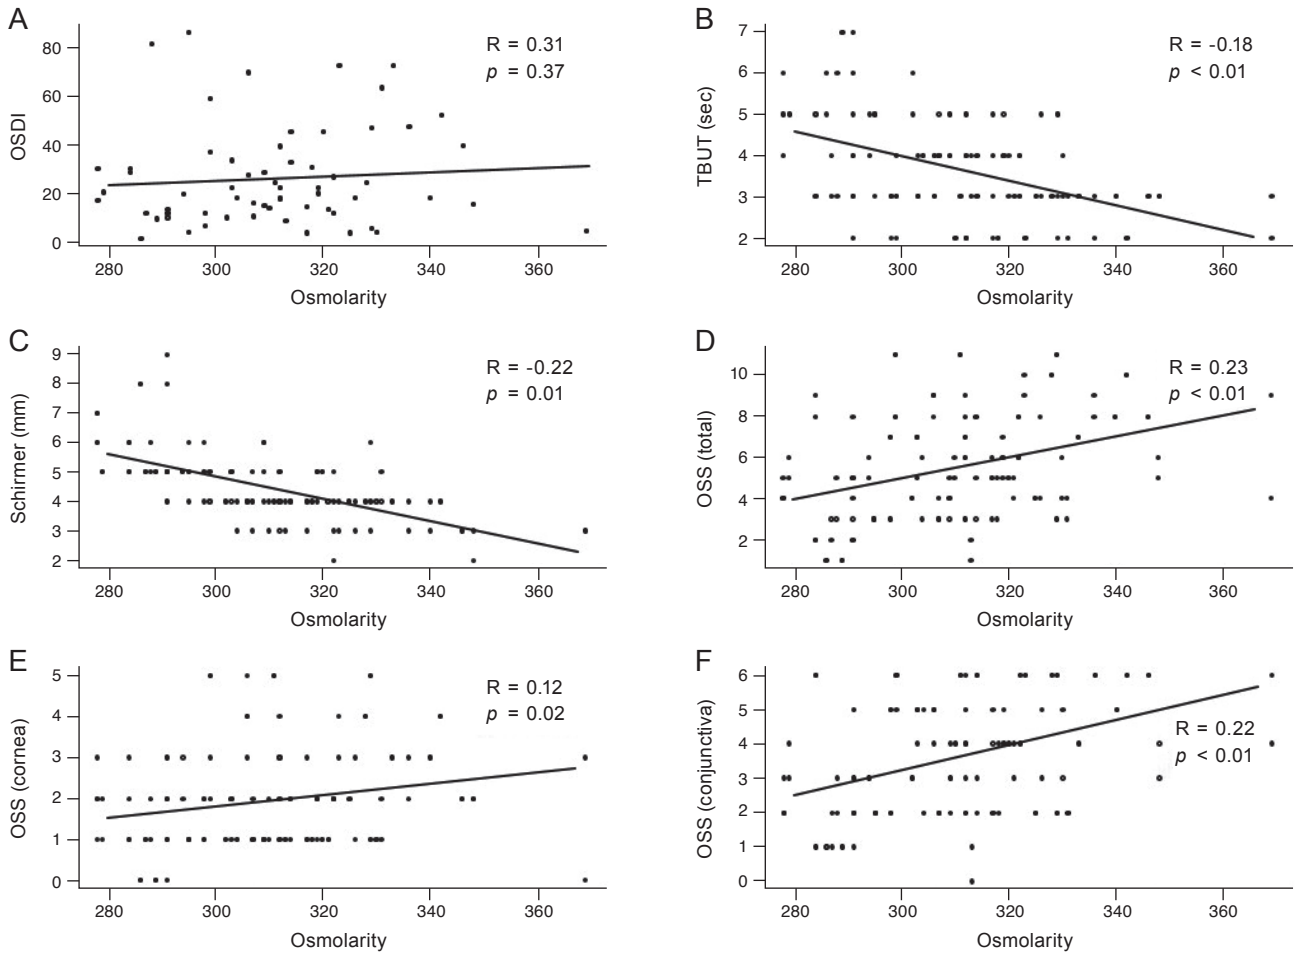 A
R = 0.31
p = 0.37
OSDI
80
60
40
20
0
280 300 320 340 360
Osmolarity
B
R = -0.18
p < 0.01
TBUT (sec)
7
6
5
4
3
2
280 300 320 340 360
Osmolarity
C
R = -0.22
p = 0.01
Schirmer (mm)
9
8
7
6
5
4
3
2
280 300 320 340 360
Osmolarity
D
R = 0.23
p < 0.01
OSS (total)
10
8
6
4
2
280 300 320 340 360
Osmolarity
E
R = 0.12
p = 0.02
OSS (cornea)
5
4
3
2
1
0
280 300 320 340 360
Osmolarity
F
R = 0.22
p < 0.01
OSS (conjunctiva)
6
5
4
3
2
1
0
280 300 320 340 360
Osmolarity